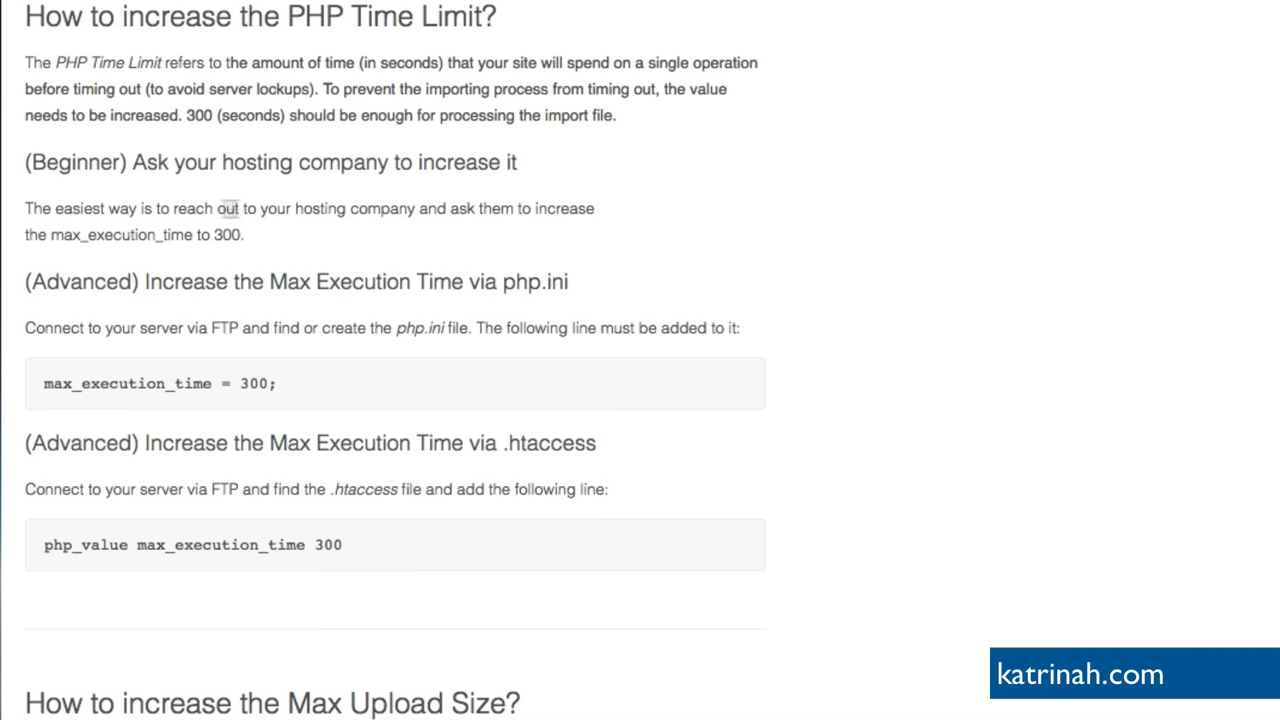 How to increase the PHP Time Limit?
The PHP Time Limit refers to the amount of time (in seconds) that your site will spend on a single operation
before timing out (to avoid server lockups). To prevent the importing process from timing out, the value
needs to be increased. 300 (seconds) should be enough for processing the import file.
(Beginner) Ask your hosting company to increase it
The easiest way is to reach out to your hosting company and ask them to increase
the max_execution_time to 300.
(Advanced) Increase the Max Execution Time via php.ini
Connect to your server via FTP and find or create the php.ini file. The following line must be added to it:
max_execution_time = 300;
(Advanced) Increase the Max Execution Time via .htaccess
Connect to your server via FTP and find the .htaccess file and add the following line:
php_value max_execution_time 300
katrinah.com
How to increase the Max Upload Size?